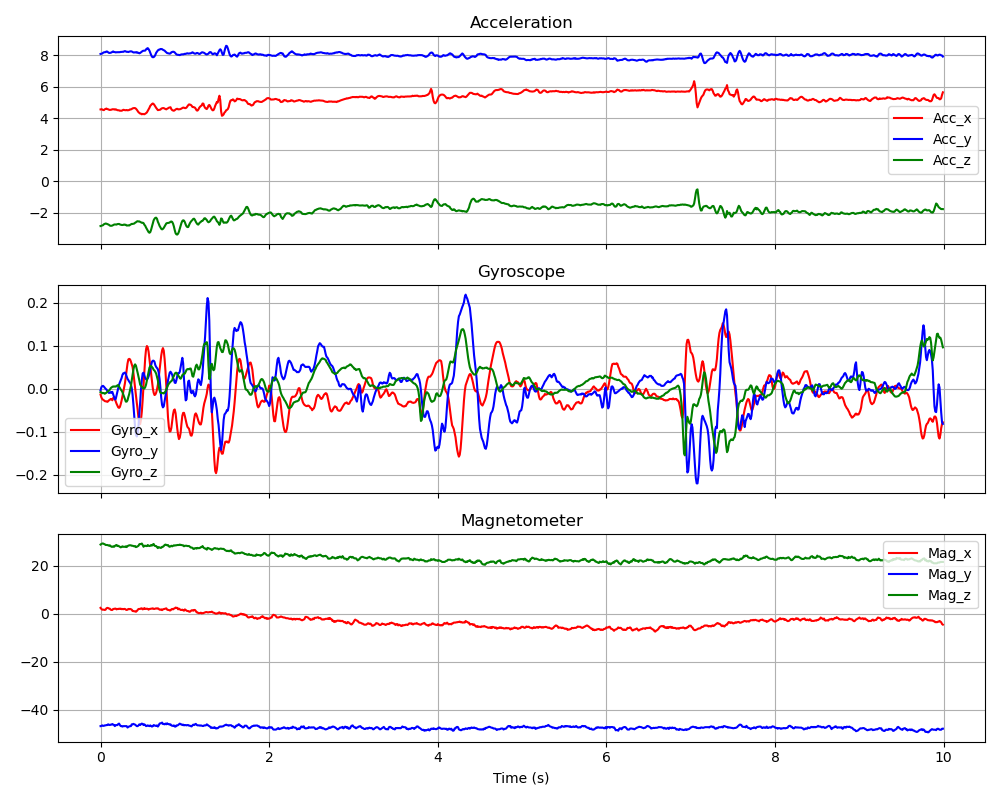 Acceleration
8
6
4
2
0
−2
Acc_x
Acc_y
Acc_z
Gyroscope
0.2
0.1
0.0
−0.1
−0.2
Gyro_x
Gyro_y
Gyro_z
Magnetometer
20
0
−20
−40
Mag_x
Mag_y
Mag_z
0 2 4 6 8 10
Time (s)